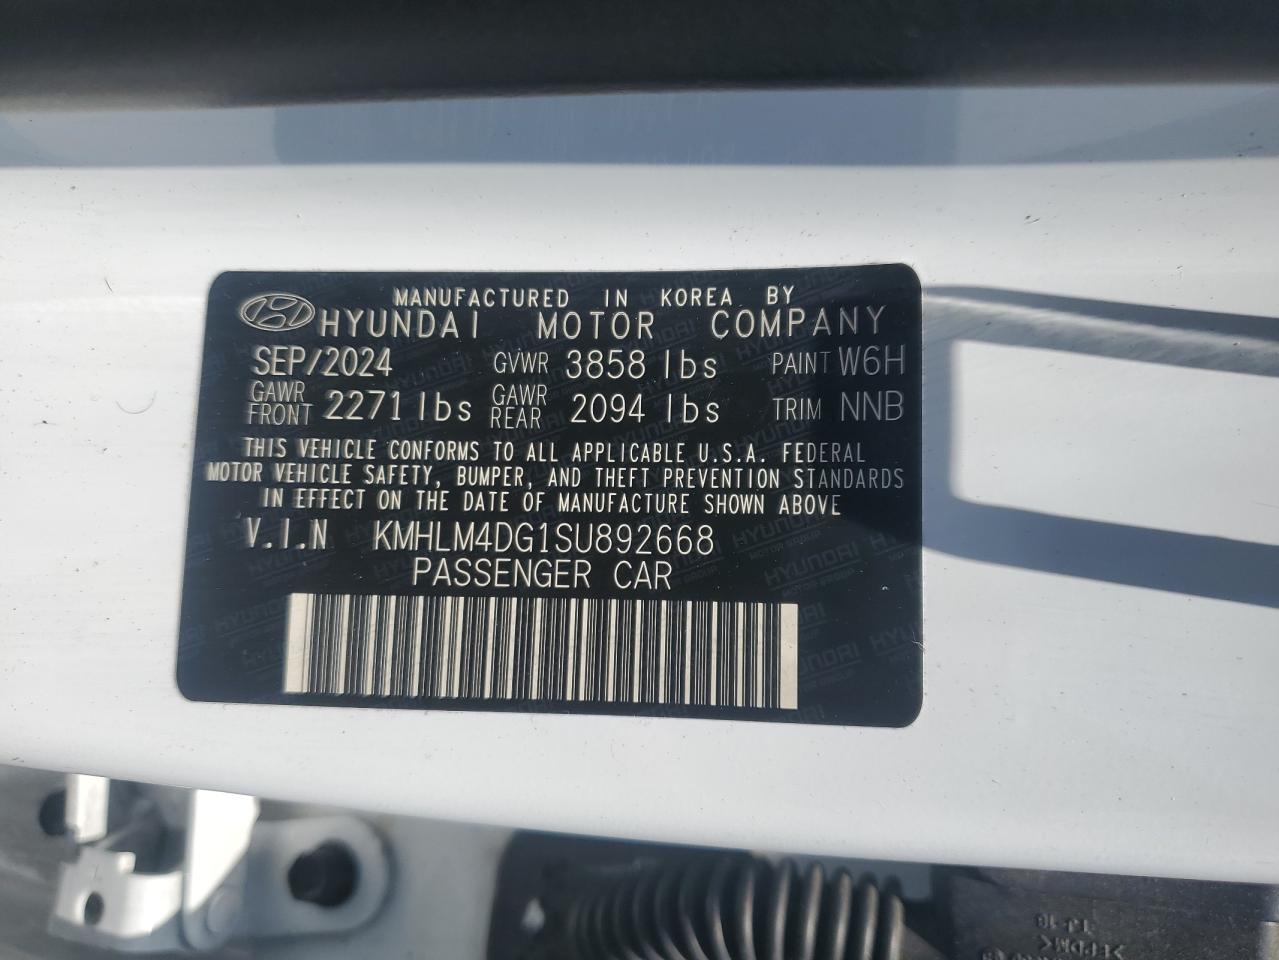 MANUFACTURED IN KOREA BY
HYUNDAI MOTOR COMPANY
SEP/2024 GVWR 3858 lbs PAINT W6H
GAWR FRONT 2271 lbs GAWR REAR 2094 lbs TRIM NNB
THIS VEHICLE CONFORMS TO ALL APPLICABLE U.S.A. FEDERAL
MOTOR VEHICLE SAFETY, BUMPER, AND THEFT PREVENTION STANDARDS
IN EFFECT ON THE DATE OF MANUFACTURE SHOWN ABOVE
V.I.N KMHLM4DG1SU892668
PASSENGER CAR
>EPDM<